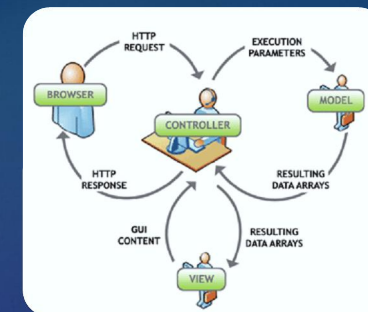 HTTP
REQUEST
EXECUTION
PARAMETERS
BROWSER
MODEL
CONTROLLER
HTTP
RESPONSE
RESULTING
DATA ARRAYS
GUI
CONTENT
RESULTING
DATA ARRAYS
VIEW